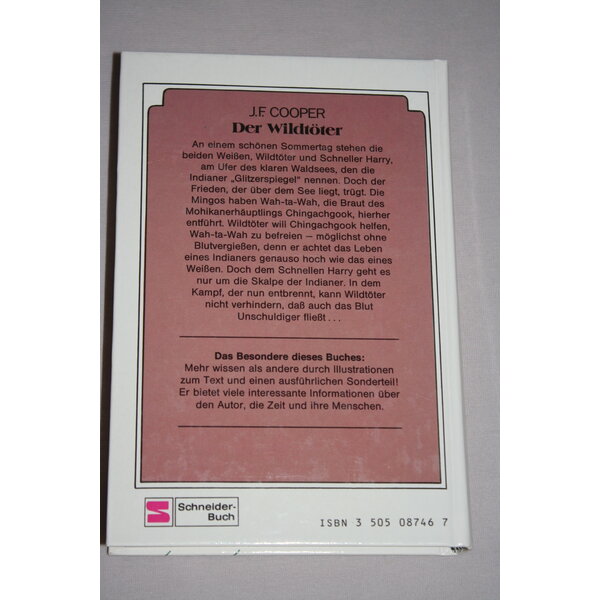 J.F. COOPER
Der Wildtöter
An einem schönen Sommertag stehen die
beiden Weißen, Wildtöter und Schneller Harry,
am Ufer des klaren Waldsees, den die
Indianer „Glitzerspiegel" nennen. Doch der
Frieden, der über dem See liegt, trügt. Die
Mingos haben Wah-ta-Wah, die Braut des
Mohikanerhäuptlings Chingachgook, hierher
entführt. Wildtöter will Chingachgook helfen,
Wah-ta-Wah zu befreien – möglichst ohne
Blutvergießen, denn er achtet das Leben
eines Indianers genauso hoch wie das eines
Weißen. Doch dem Schnellen Harry geht es
nur um die Skalpe der Indianer. In dem
Kampf, der nun entbrennt, kann Wildtöter
nicht verhindern, daß auch das Blut
Unschuldiger fließt . . .
Das Besondere dieses Buches:
Mehr wissen als andere durch Illustrationen
zum Text und einen ausführlichen Sonderteil!
Er bietet viele interessante Informationen über
den Autor, die Zeit und ihre Menschen.
Schneider-
Buch
ISBN 3 505 08746 7